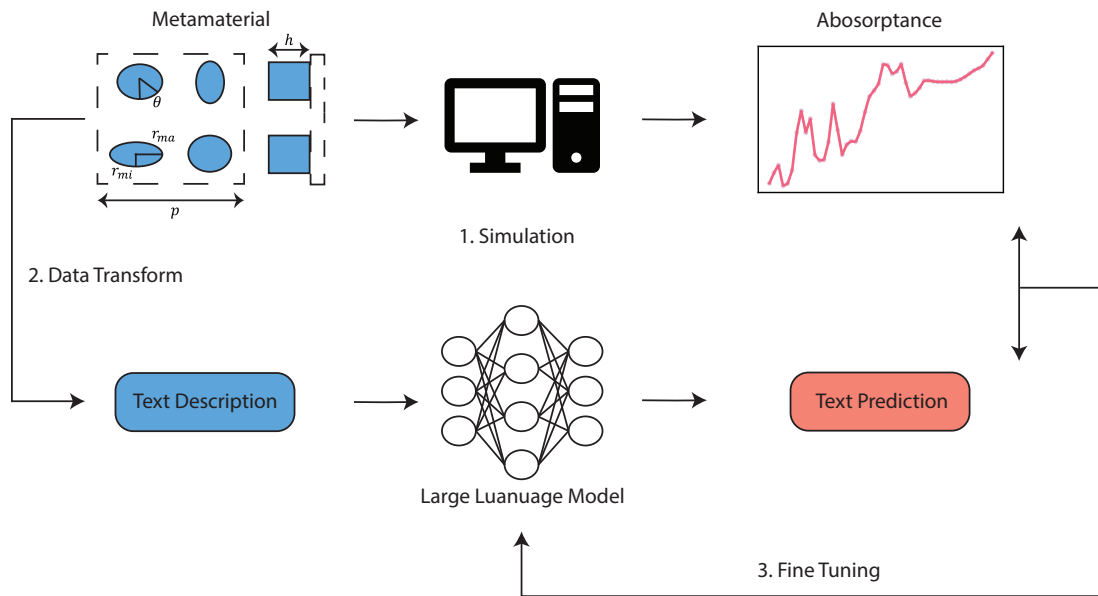 Metamaterial
Abosorptance
h
θ
r_ma
r_mi
p
1. Simulation
2. Data Transform
Text Description
Text Prediction
Large Luanuage Model
3. Fine Tuning